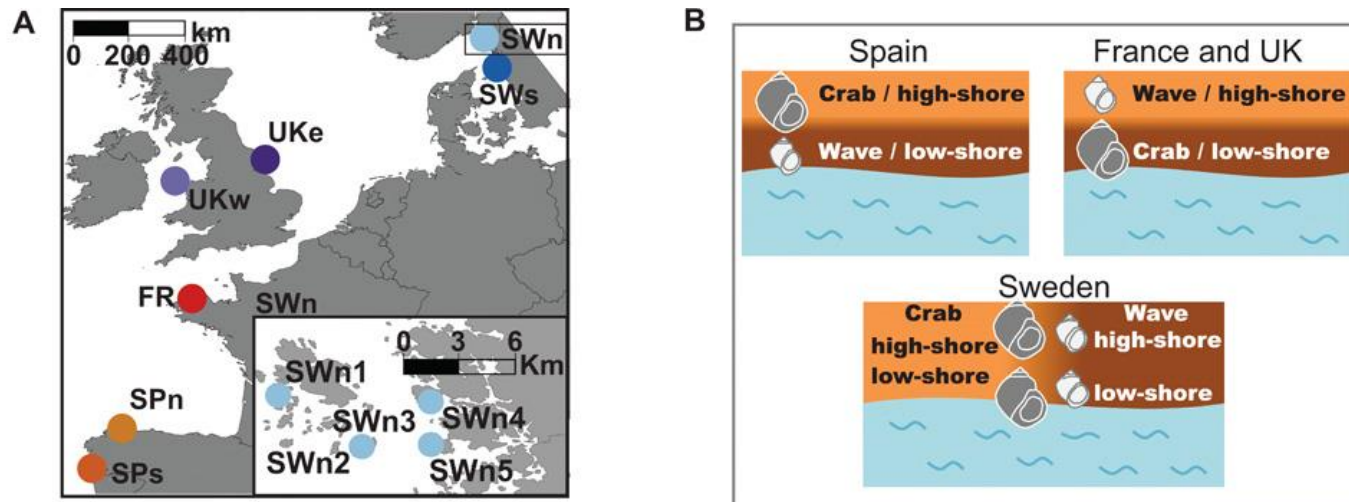 A
km
0 200 400
SWn
SWs
UKe
UKw
FR
SWn
0 3 6
Km
SWn1
SWn3
SWn4
SWn2
SWn5
SPn
SPs
B
Spain
Crab / high-shore
Wave / low-shore
France and UK
Wave / high-shore
Crab / low-shore
Sweden
Crab
high-shore
low-shore
Wave
high-shore
low-shore